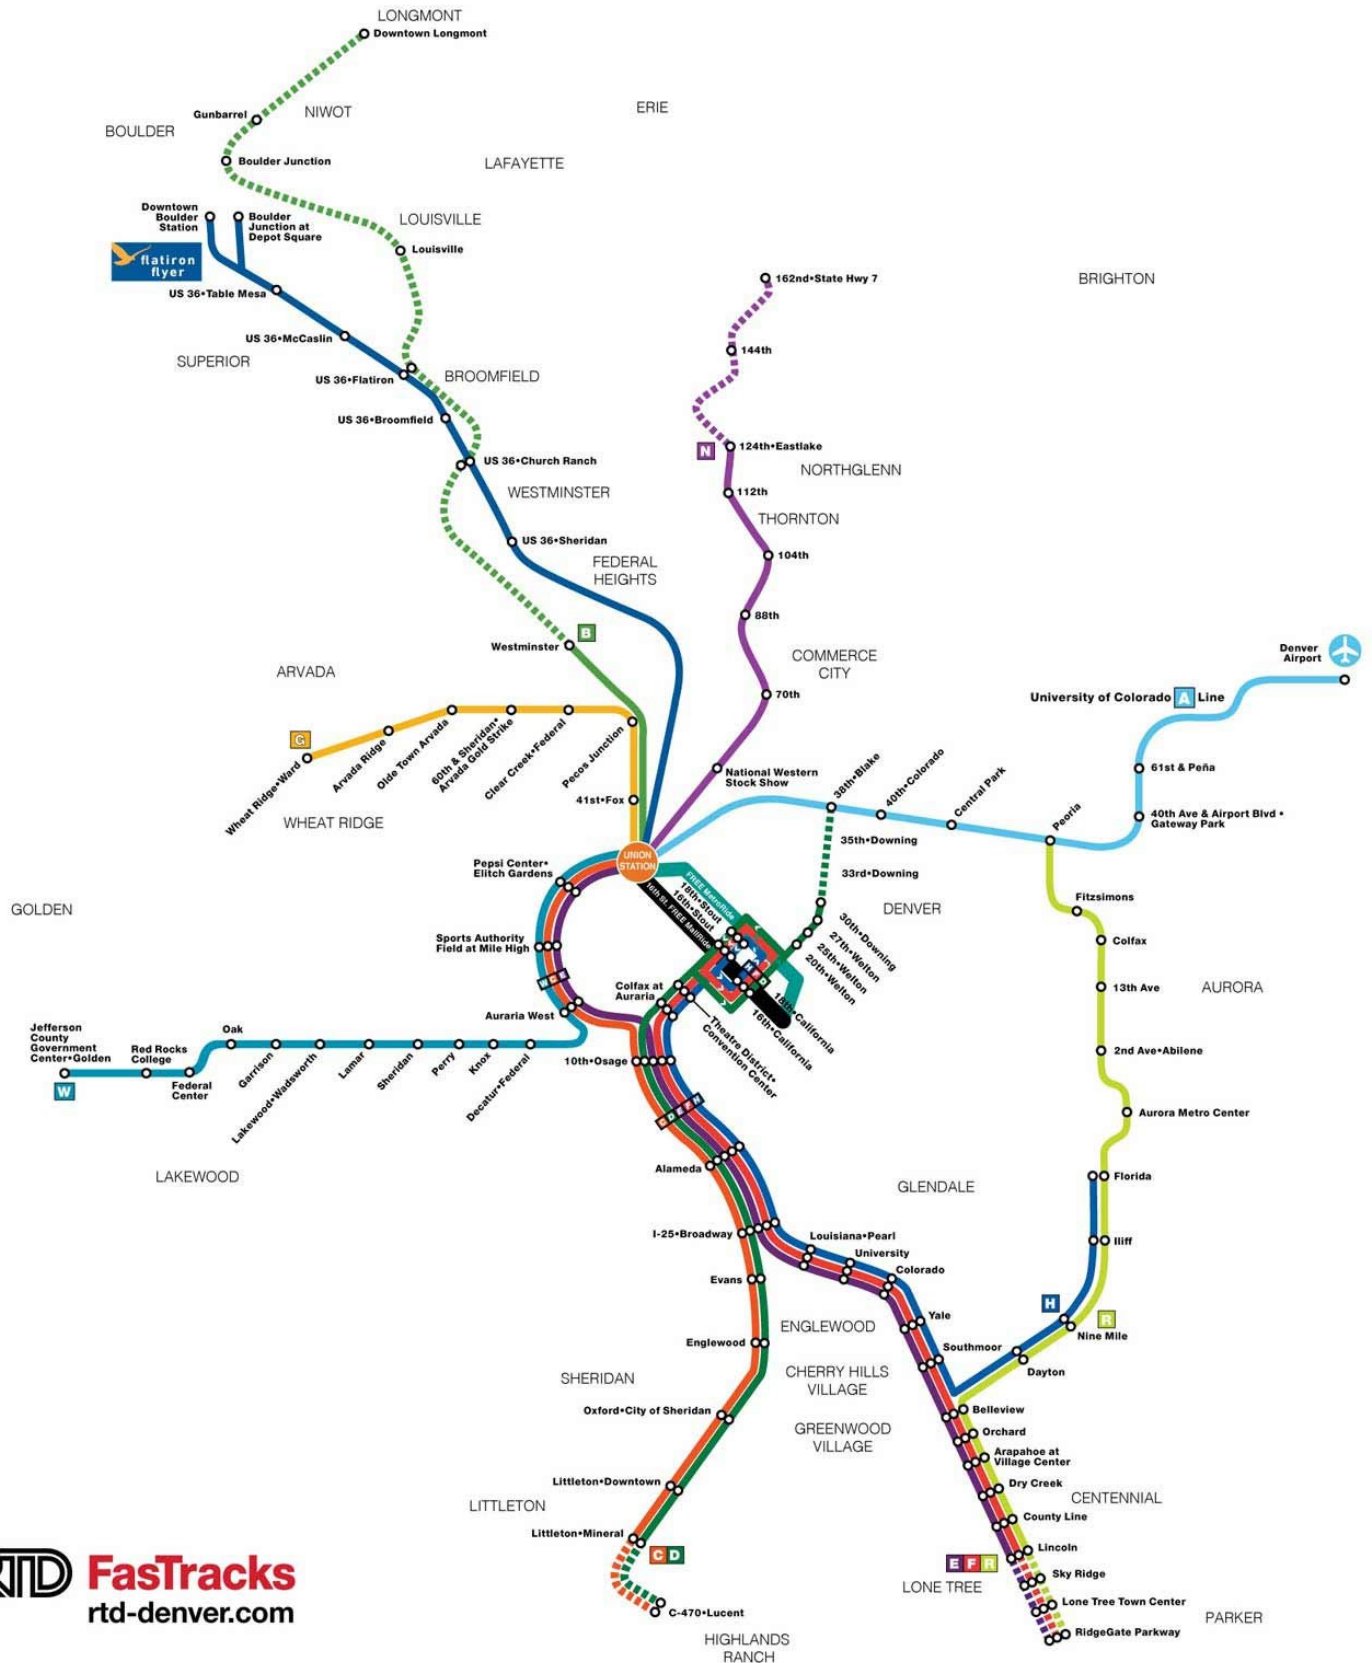 LONGMONT
Downtown Longmont
Gunbarrel
NIWOT
ERIE
BOULDER
Boulder Junction
LAFAYETTE
Downtown
Boulder
Station
Boulder
Junction at
Depot Square
LOUISVILLE
Louisville
flatiron
flyer
US 36•Table Mesa
162nd•State Hwy 7
BRIGHTON
US 36•McCaslin
144th
SUPERIOR
US 36•Flatiron
BROOMFIELD
US 36•Broomfield
N
124th•Eastlake
US 36•Church Ranch
NORTHGLENN
WESTMINSTER
112th
THORNTON
US 36•Sheridan
104th
FEDERAL
HEIGHTS
88th
B
Westminster
COMMERCE
CITY
Denver
Airport
ARVADA
70th
University of Colorado A Line
G
Wheat Ridge•Ward
Arvada Ridge
Olde Town Arvada
60th & Sheridan•
Arvada Gold Strike
Clear Creek•Federal
Pecos Junction
41st•Fox
National Western
Stock Show
38th•Blake
40th•Colorado
Central Park
Peoria
61st & Peña
40th Ave & Airport Blvd •
Gateway Park
WHEAT RIDGE
35th•Downing
UNION
STATION
Pepsi Center•
Elitch Gardens
33rd•Downing
FREE MetroRide
18th•Stout
16th•Stout
16th St. FREE MallRide
Fitzsimons
GOLDEN
DENVER
30th•Downing
27th•Welton
25th•Welton
20th•Welton
Sports Authority
Field at Mile High
Colfax
W C E
Colfax at
Auraria
13th Ave
AURORA
Auraria West
18th•California
16th•California
Theatre District•
Convention Center
Jefferson
County
Government
Center•Golden
Red Rocks
College
Federal
Center
Oak
Garrison
Lakewood•Wadsworth
Lamar
Sheridan
Perry
Knox
Decatur•Federal
10th•Osage
2nd Ave•Abilene
W
C D E F H
Aurora Metro Center
LAKEWOOD
Alameda
Florida
GLENDALE
I-25•Broadway
Louisiana•Pearl
Iliff
University
Evans
Colorado
H
R
Yale
Nine Mile
ENGLEWOOD
Englewood
Southmoor
Dayton
SHERIDAN
CHERRY HILLS
VILLAGE
Oxford•City of Sheridan
Belleview
GREENWOOD
VILLAGE
Orchard
Arapahoe at
Village Center
Littleton•Downtown
Dry Creek
LITTLETON
CENTENNIAL
County Line
Littleton•Mineral
Lincoln
C D
E F R
RTD FasTracks
rtd-denver.com
Sky Ridge
LONE TREE
Lone Tree Town Center
C-470•Lucent
PARKER
RidgeGate Parkway
HIGHLANDS
RANCH